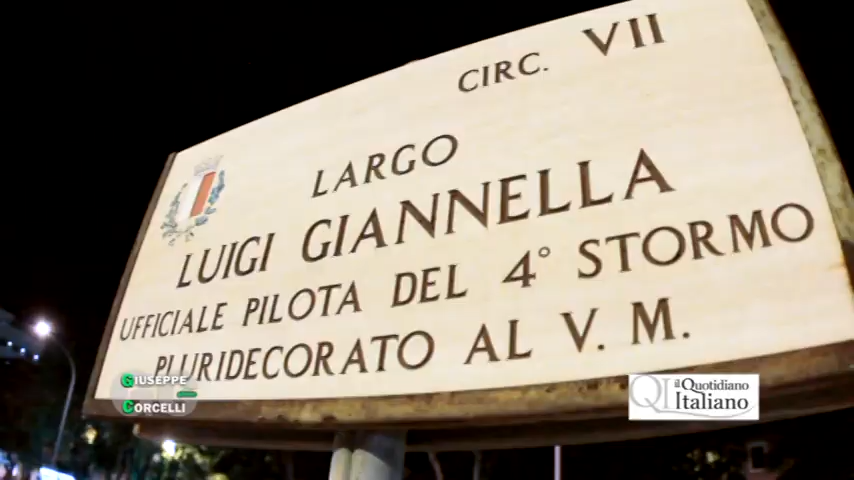 CIRC. VII
LARGO
LUIGI GIANNELLA
UFFICIALE PILOTA DEL 4° STORMO
PLURIDECORATO AL V. M.
GIUSEPPE
CORCELLI
QI il Quotidiano
Italiano